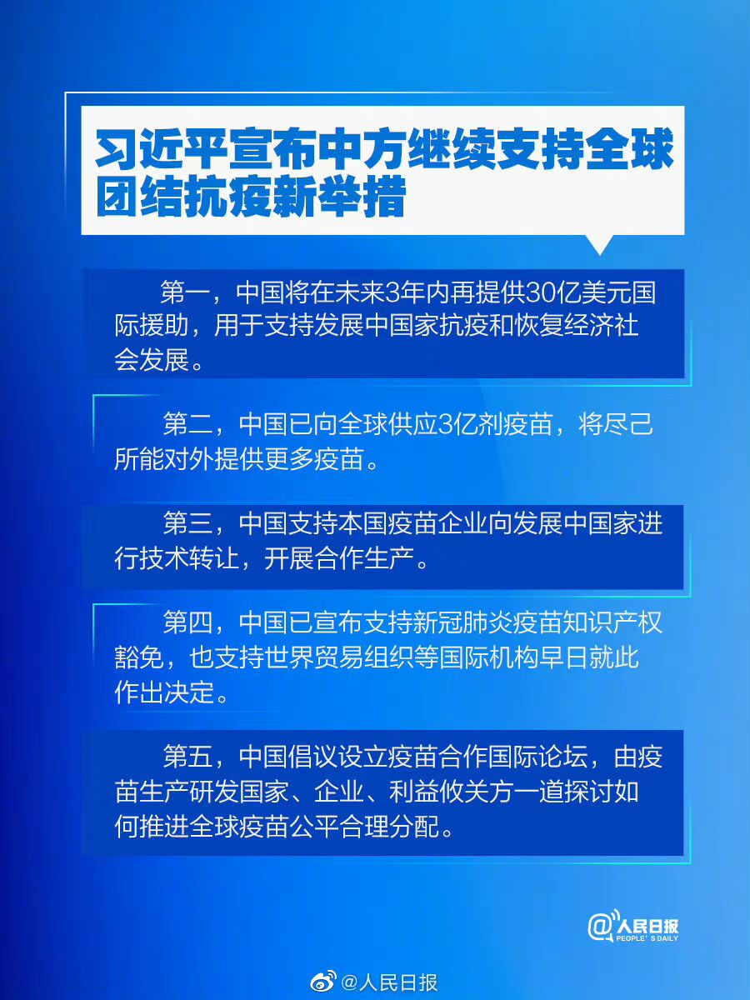 习近平宣布中方继续支持全球
团结抗疫新举措
第一，中国将在未来3年内再提供30亿美元国
际援助，用于支持发展中国家抗疫和恢复经济社
会发展。
第二，中国已向全球供应3亿剂疫苗，将尽己
所能对外提供更多疫苗。
第三，中国支持本国疫苗企业向发展中国家进
行技术转让，开展合作生产。
第四，中国已宣布支持新冠肺炎疫苗知识产权
豁免，也支持世界贸易组织等国际机构早日就此
作出决定。
第五，中国倡议设立疫苗合作国际论坛，由疫
苗生产研发国家、企业、利益攸关方一道探讨如
何推进全球疫苗公平合理分配。
@人民日报
PEOPLE'S DAILY
@人民日报